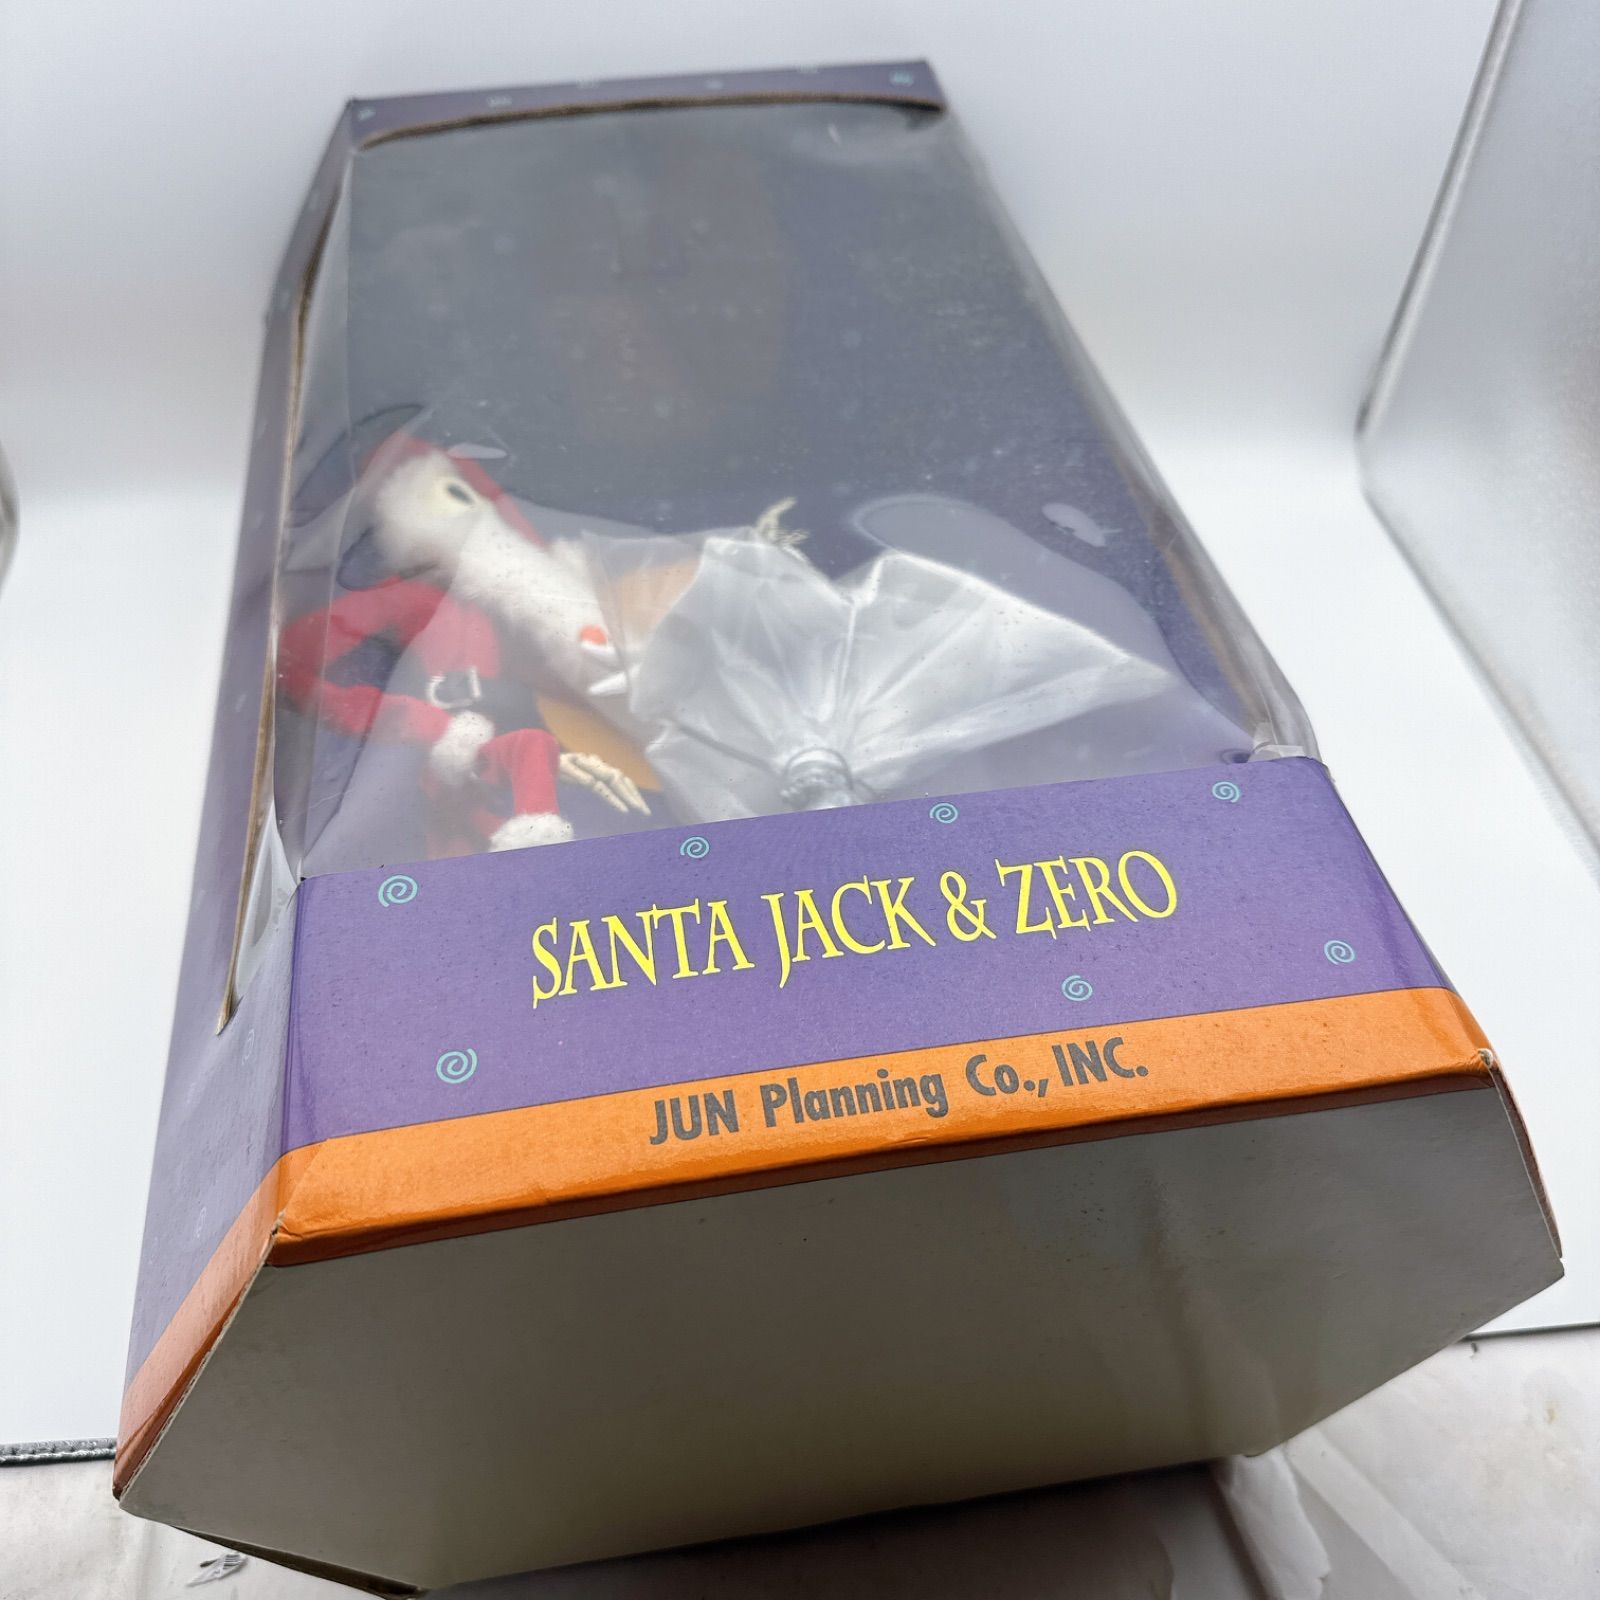 SANTA JACK & ZERO
JUN Planning Co., INC.